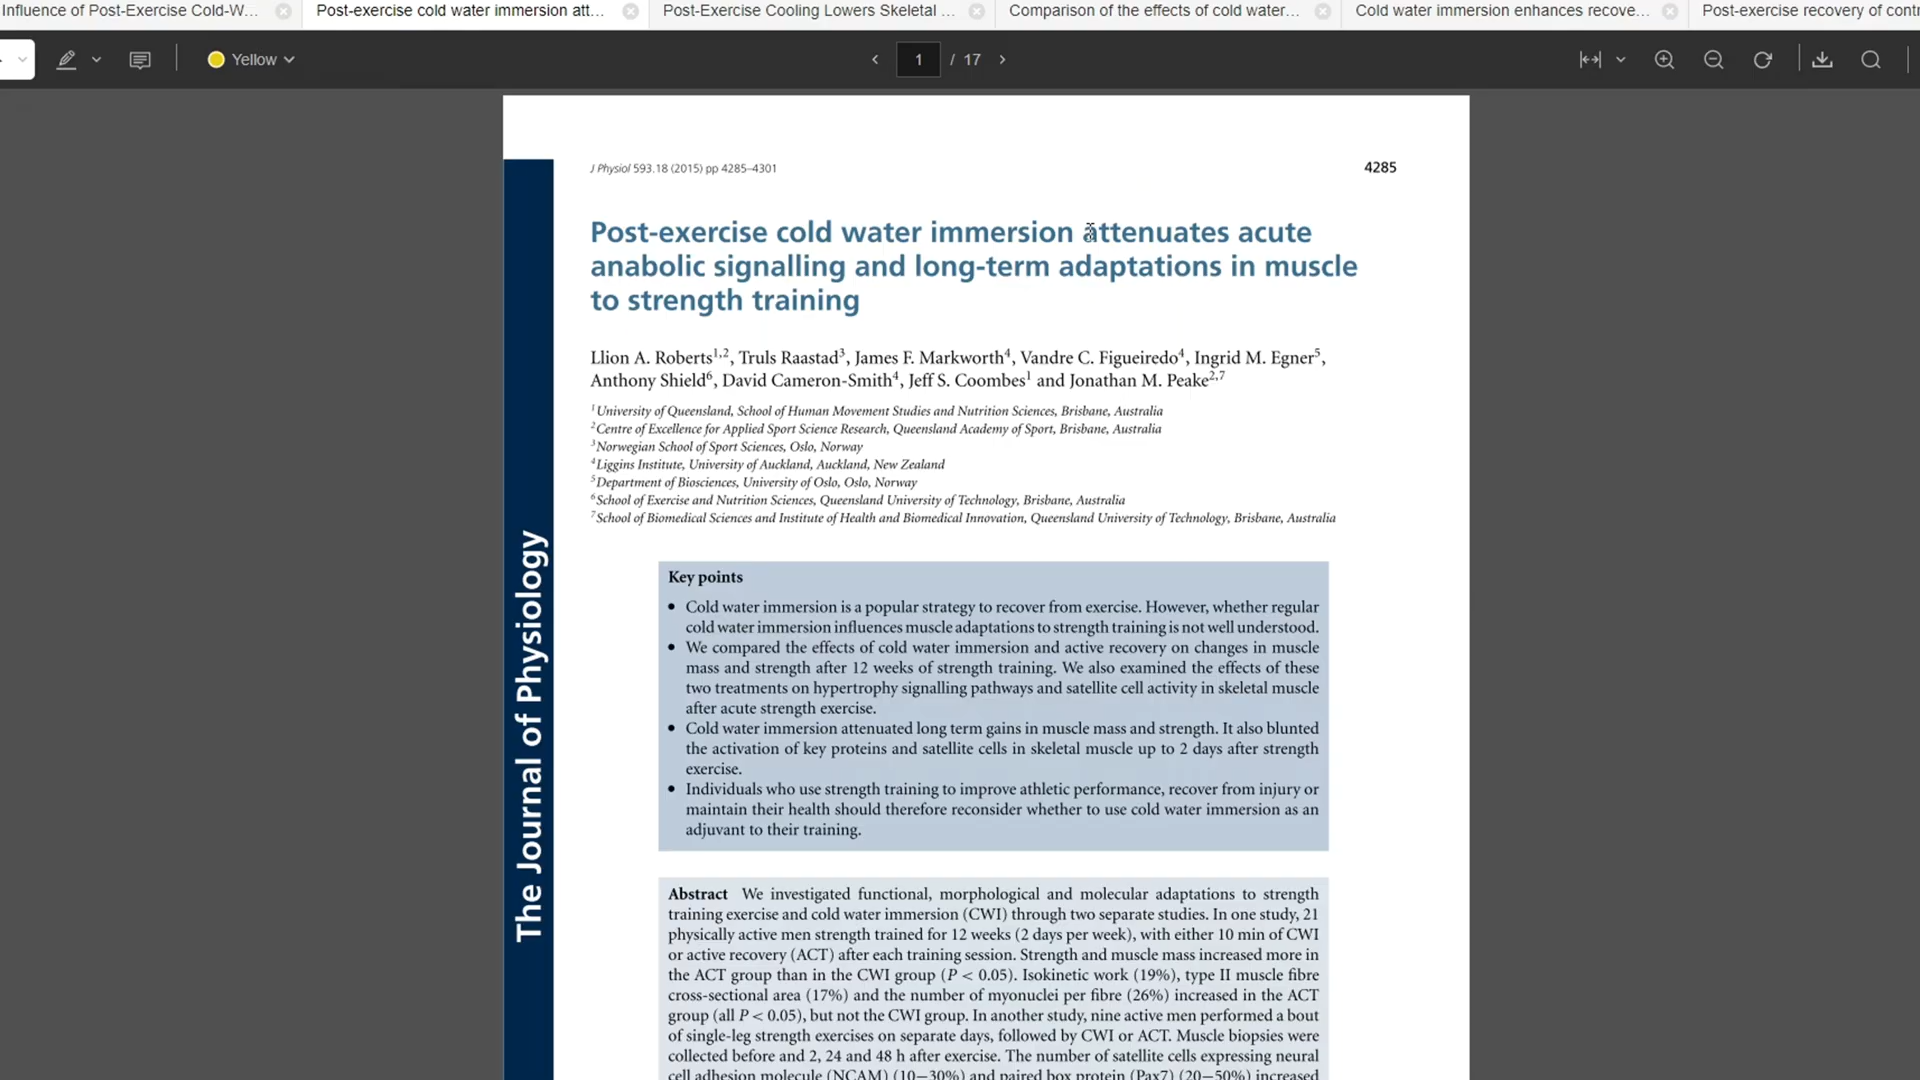 Influence of Post-Exercise Cold-W...
Post-exercise cold water immersion att...
Post-Exercise Cooling Lowers Skeletal ...
Comparison of the effects of cold water...
Cold water immersion enhances recove...
Post-exercise recovery of contr
Yellow
1 / 17
J Physiol 593.18 (2015) pp 4285–4301
4285
Post-exercise cold water immersion attenuates acute
anabolic signalling and long-term adaptations in muscle
to strength training
Llion A. Roberts1,2, Truls Raastad3, James F. Markworth4, Vandre C. Figueiredo4, Ingrid M. Egner5,
Anthony Shield6, David Cameron-Smith4, Jeff S. Coombes1 and Jonathan M. Peake2,7
1University of Queensland, School of Human Movement Studies and Nutrition Sciences, Brisbane, Australia
2Centre of Excellence for Applied Sport Science Research, Queensland Academy of Sport, Brisbane, Australia
3Norwegian School of Sport Sciences, Oslo, Norway
4Liggins Institute, University of Auckland, Auckland, New Zealand
5Department of Biosciences, University of Oslo, Oslo, Norway
6School of Exercise and Nutrition Sciences, Queensland University of Technology, Brisbane, Australia
7School of Biomedical Sciences and Institute of Health and Biomedical Innovation, Queensland University of Technology, Brisbane, Australia
The Journal of Physiology
Key points
• Cold water immersion is a popular strategy to recover from exercise. However, whether regular
cold water immersion influences muscle adaptations to strength training is not well understood.
• We compared the effects of cold water immersion and active recovery on changes in muscle
mass and strength after 12 weeks of strength training. We also examined the effects of these
two treatments on hypertrophy signalling pathways and satellite cell activity in skeletal muscle
after acute strength exercise.
• Cold water immersion attenuated long term gains in muscle mass and strength. It also blunted
the activation of key proteins and satellite cells in skeletal muscle up to 2 days after strength
exercise.
• Individuals who use strength training to improve athletic performance, recover from injury or
maintain their health should therefore reconsider whether to use cold water immersion as an
adjuvant to their training.
Abstract We investigated functional, morphological and molecular adaptations to strength
training exercise and cold water immersion (CWI) through two separate studies. In one study, 21
physically active men strength trained for 12 weeks (2 days per week), with either 10 min of CWI
or active recovery (ACT) after each training session. Strength and muscle mass increased more in
the ACT group than in the CWI group (P < 0.05). Isokinetic work (19%), type II muscle fibre
cross-sectional area (17%) and the number of myonuclei per fibre (26%) increased in the ACT
group (all P < 0.05), but not the CWI group. In another study, nine active men performed a bout
of single-leg strength exercises on separate days, followed by CWI or ACT. Muscle biopsies were
collected before and 2, 24 and 48 h after exercise. The number of satellite cells expressing neural
cell adhesion molecule (NCAM) (10−30%) and paired box protein (Pax7) (20−50%) increased